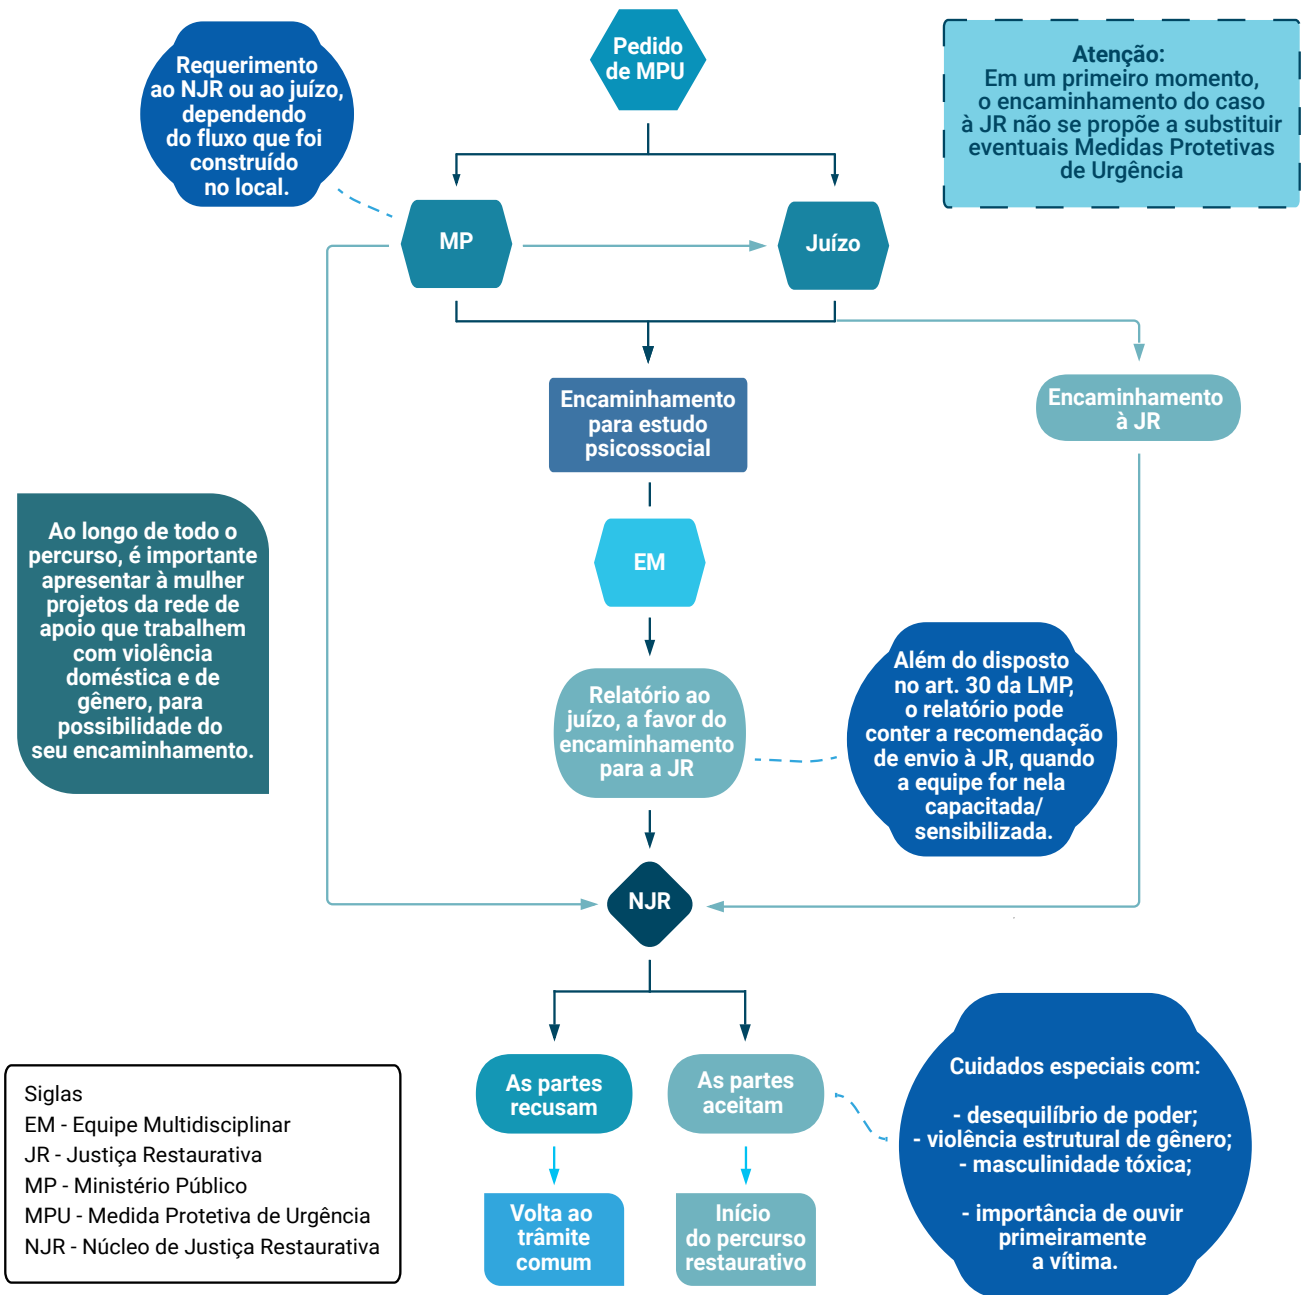 Requerimento
ao NJR ou ao juízo,
dependendo
do fluxo que foi
construído
no local.
Pedido
de MPU
Atenção:
Em um primeiro momento,
o encaminhamento do caso
à JR não se propõe a substituir
eventuais Medidas Protetivas
de Urgência
MP
Juízo
Encaminhamento
para estudo
psicossocial
Encaminhamento
à JR
Ao longo de todo o
percurso, é importante
apresentar à mulher
projetos da rede de
apoio que trabalhem
com violência
doméstica e de
gênero, para
possibilidade do
seu encaminhamento.
EM
Relatório ao
juízo, a favor do
encaminhamento
para a JR
Além do disposto
no art. 30 da LMP,
o relatório pode
conter a recomendação
de envio à JR, quando
a equipe for nela
capacitada/
sensibilizada.
NJR
As partes
recusam
As partes
aceitam
Cuidados especiais com:
- desequilíbrio de poder;
- violência estrutural de gênero;
- masculinidade tóxica;
- importância de ouvir
primeiramente
a vítima.
Volta ao
trâmite
comum
Início
do percurso
restaurativo
Siglas
EM - Equipe Multidisciplinar
JR - Justiça Restaurativa
MP - Ministério Público
MPU - Medida Protetiva de Urgência
NJR - Núcleo de Justiça Restaurativa